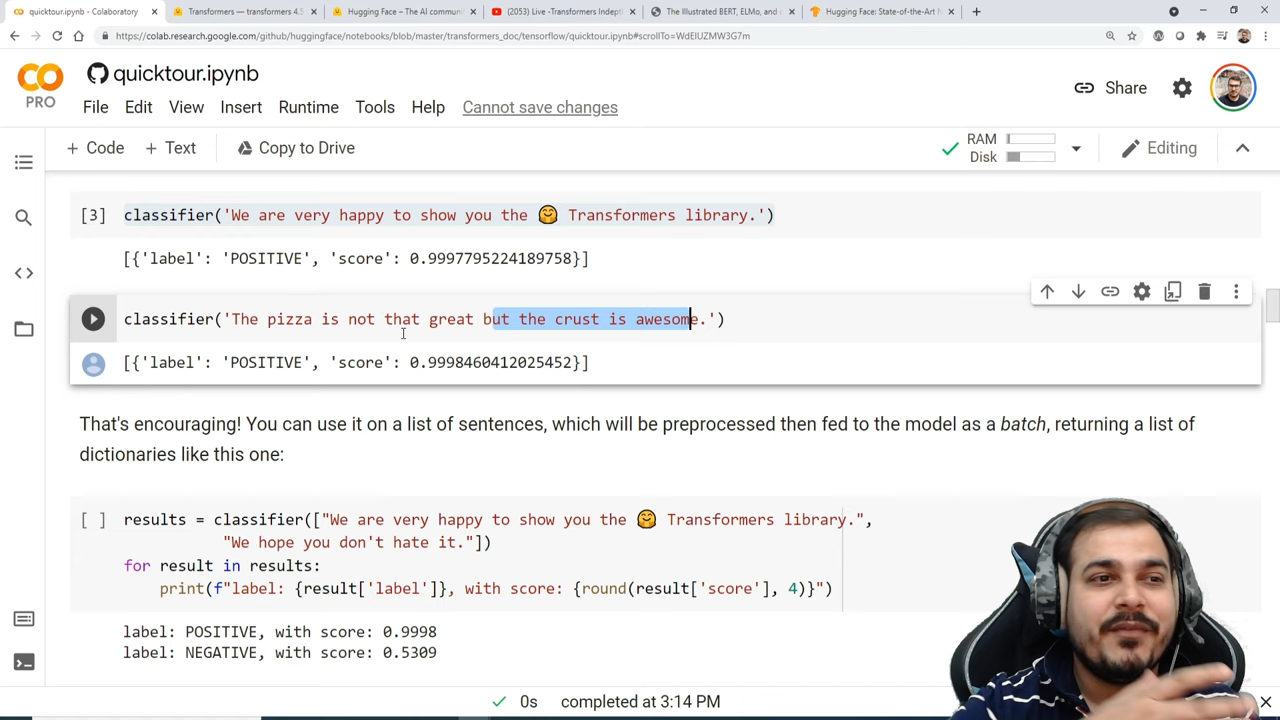 quicktour.ipynb - Colaboratory
Transformers — transformers 4.5
Hugging Face – The AI commun
(2053) Live -Transformers Indept
The Illustrated BERT, ELMo, and c
Hugging Face: State-of-the-Art N
https://colab.research.google.com/github/huggingface/notebooks/blob/master/transformers_doc/tensorflow/quicktour.ipynb#scrollTo=WdElUZMW3G7m
CO
PRO
quicktour.ipynb
File Edit View Insert Runtime Tools Help Cannot save changes
Share
+ Code + Text Copy to Drive
RAM
Disk
Editing
[3] classifier('We are very happy to show you the 🤗 Transformers library.')
[{'label': 'POSITIVE', 'score': 0.9997795224189758}]
classifier('The pizza is not that great but the crust is awesome.')
[{'label': 'POSITIVE', 'score': 0.9998460412025452}]
That's encouraging! You can use it on a list of sentences, which will be preprocessed then fed to the model as a batch, returning a list of
dictionaries like this one:
[ ] results = classifier(["We are very happy to show you the 🤗 Transformers library.",
"We hope you don't hate it."])
for result in results:
print(f"label: {result['label']}, with score: {round(result['score'], 4)}")
label: POSITIVE, with score: 0.9998
label: NEGATIVE, with score: 0.5309
0s completed at 3:14 PM